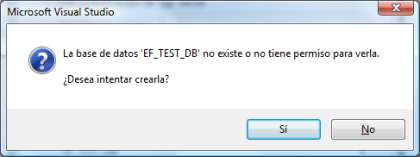 Microsoft Visual Studio
La base de datos 'EF_TEST_DB' no existe o no tiene permiso para verla.
¿Desea intentar crearla?
Sí
No